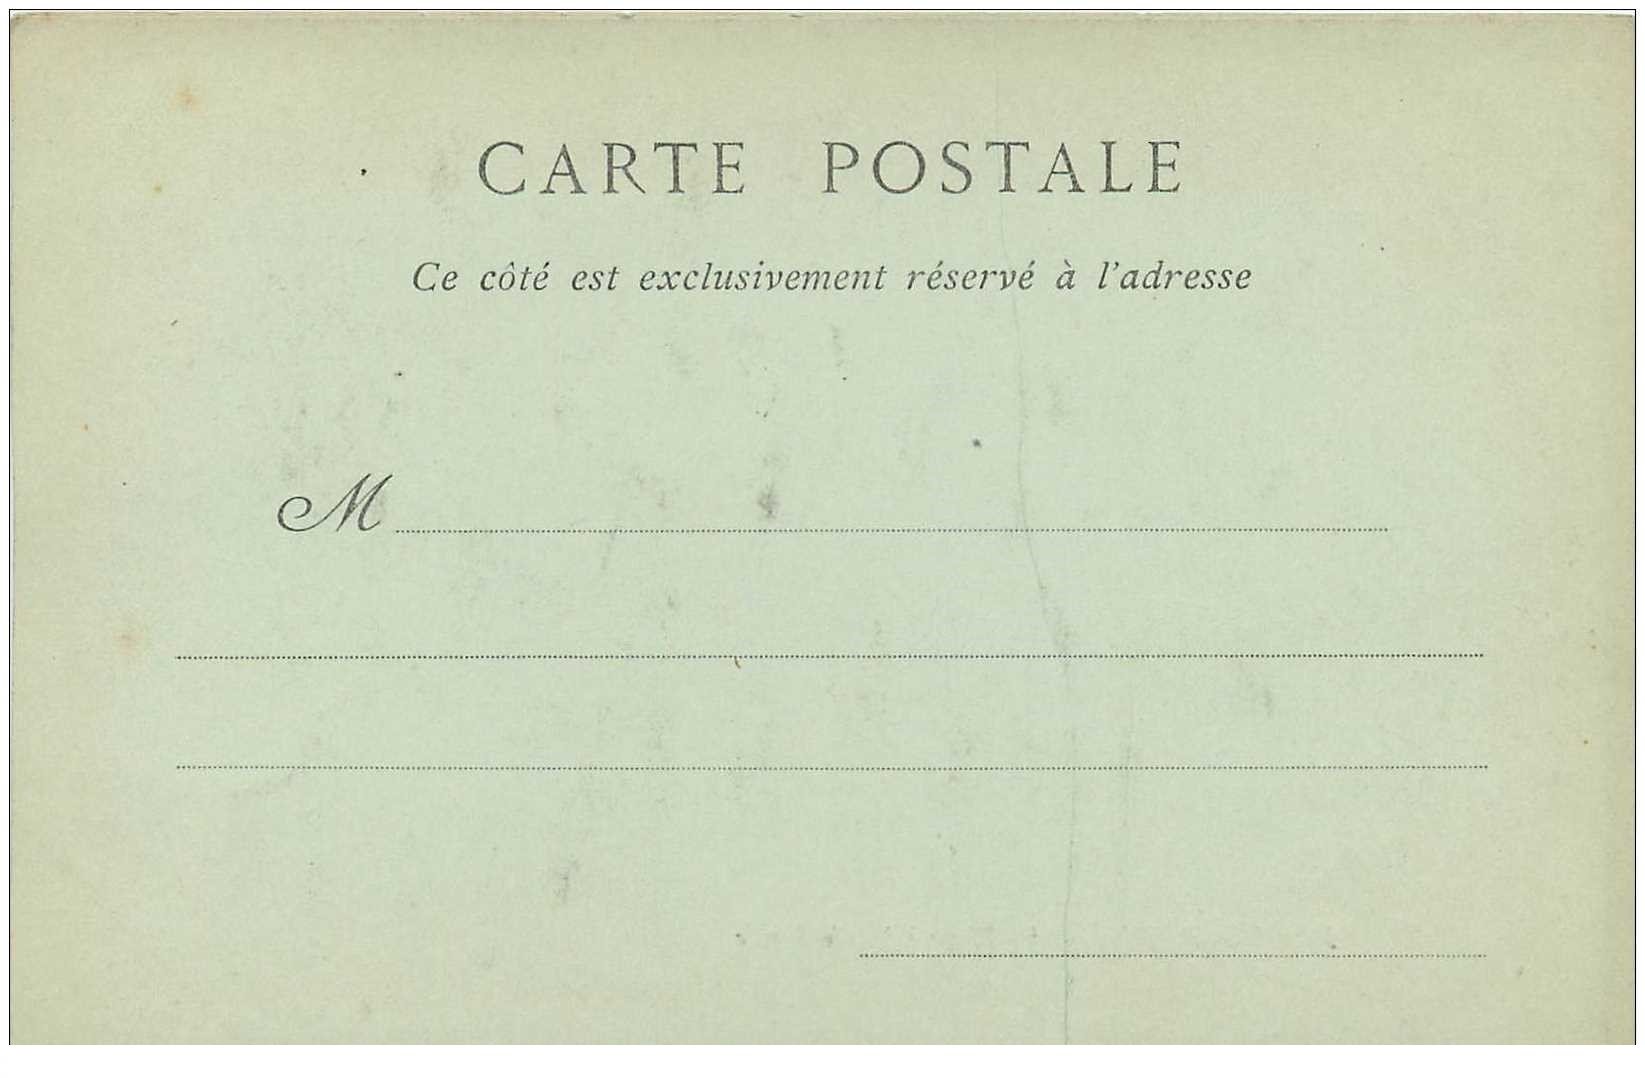 CARTE POSTALE
Ce côté est exclusivement réservé à l'adresse
M